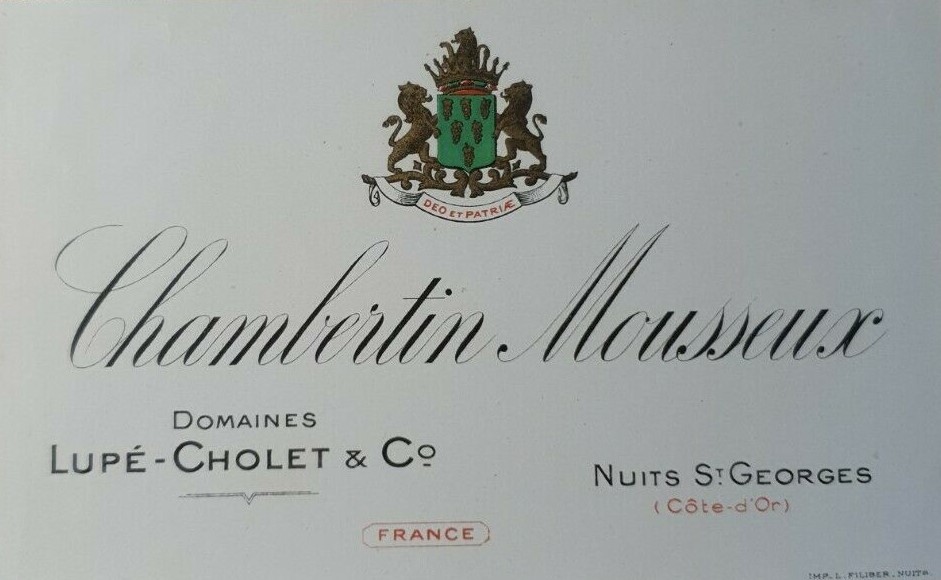 DEO ET PATRIÆ
Chambertin Mousseux
DOMAINES
LUPÉ-CHOLET & Cº
NUITS ST GEORGES
(Côte-d'Or)
FRANCE
IMP. L. FILIBER. NUITS.